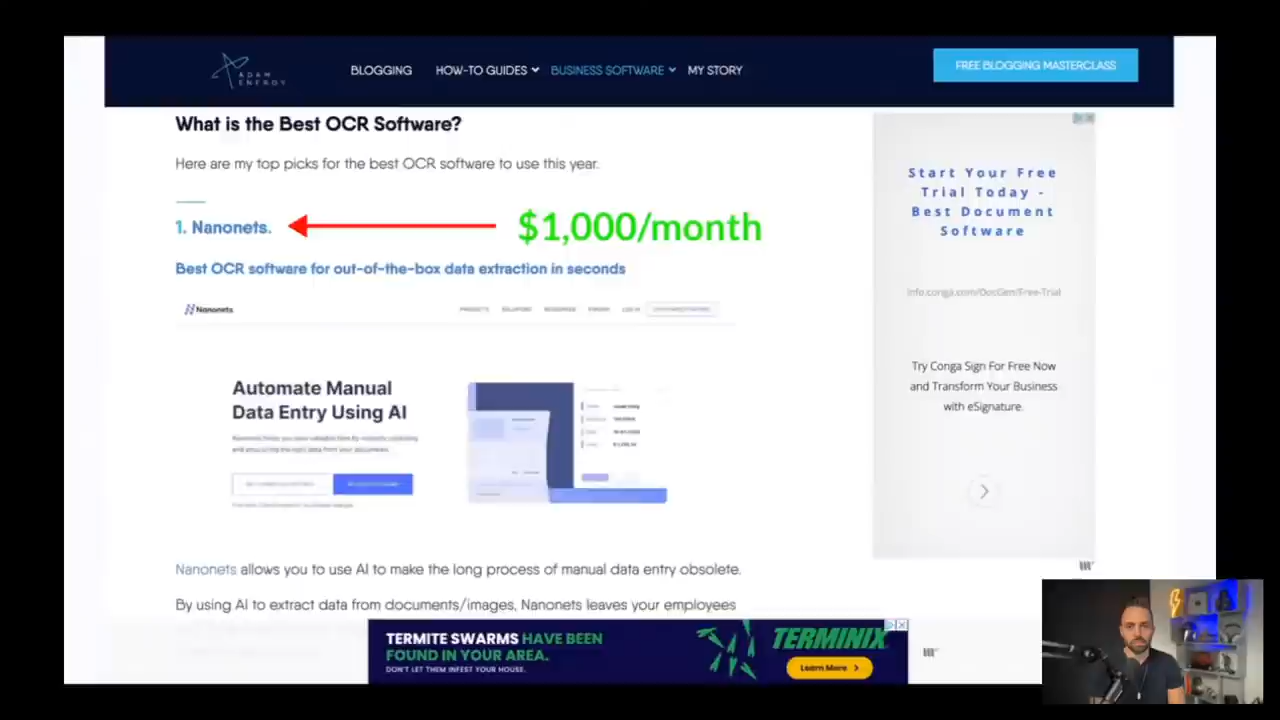 ADAM
ENFROY
BLOGGING
HOW-TO GUIDES
BUSINESS SOFTWARE
MY STORY
FREE BLOGGING MASTERCLASS
What is the Best OCR Software?
Here are my top picks for the best OCR software to use this year.
1. Nanonets.
$1,000/month
Best OCR software for out-of-the-box data extraction in seconds
Nanonets
PRODUCTS
SOLUTIONS
RESOURCES
PRICING
LOG IN
Automate Manual
Data Entry Using AI
Nanonets allows you to use AI to make the long process of manual data entry obsolete.
By using AI to extract data from documents/images, Nanonets leaves your employees
Start Your Free
Trial Today -
Best Document
Software
info.conga.com/DocGen/Free-Trial
Try Conga Sign For Free Now
and Transform Your Business
with eSignature.
TERMITE SWARMS HAVE BEEN
FOUND IN YOUR AREA.
DON'T LET THEM INFEST YOUR HOUSE.
TERMINIX
Learn More